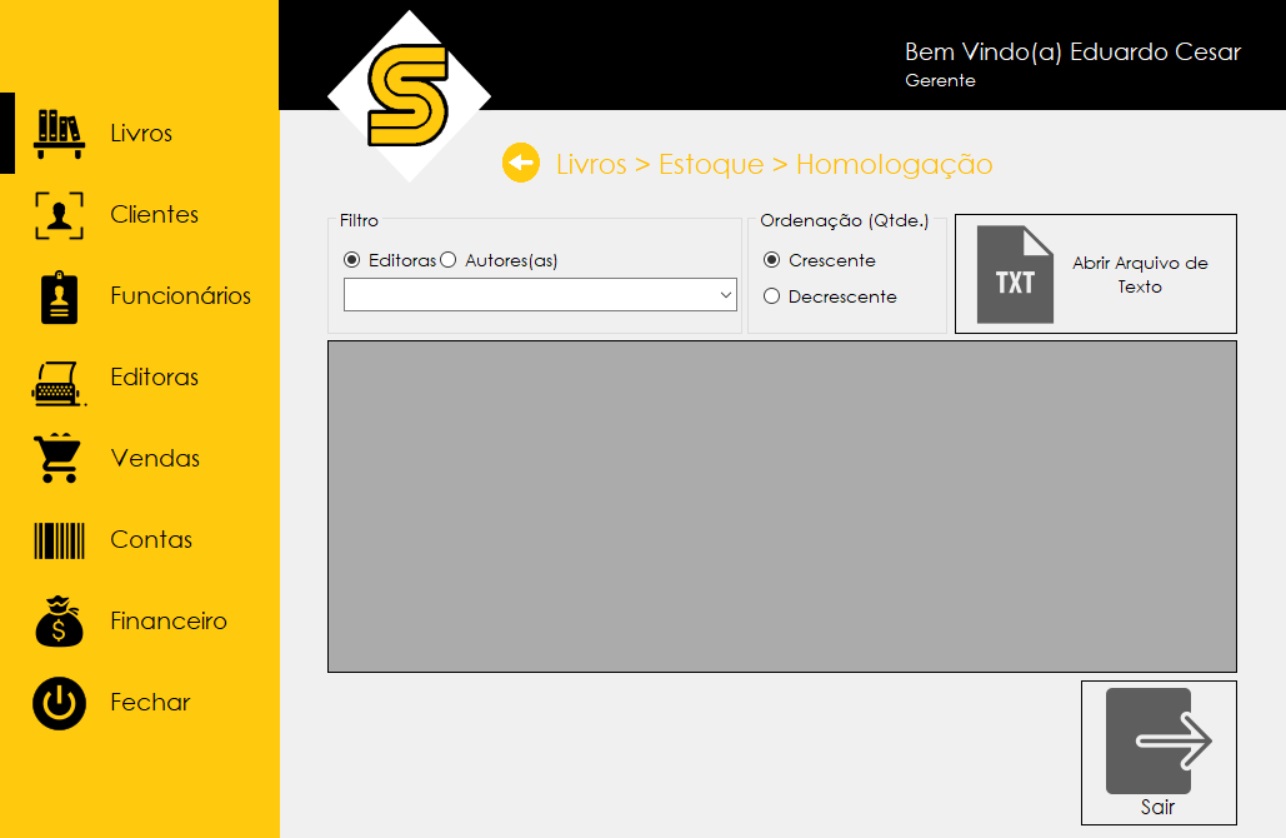 Bem Vindo(a) Eduardo Cesar
Gerente
S
Livros
Clientes
Funcionários
Editoras
Vendas
Contas
$
Financeiro
Fechar
Livros > Estoque > Homologação
Filtro
Editoras Autores(as)
Ordenação (Qtde.)
Crescente
Decrescente
TXT
Abrir Arquivo de
Texto
Sair